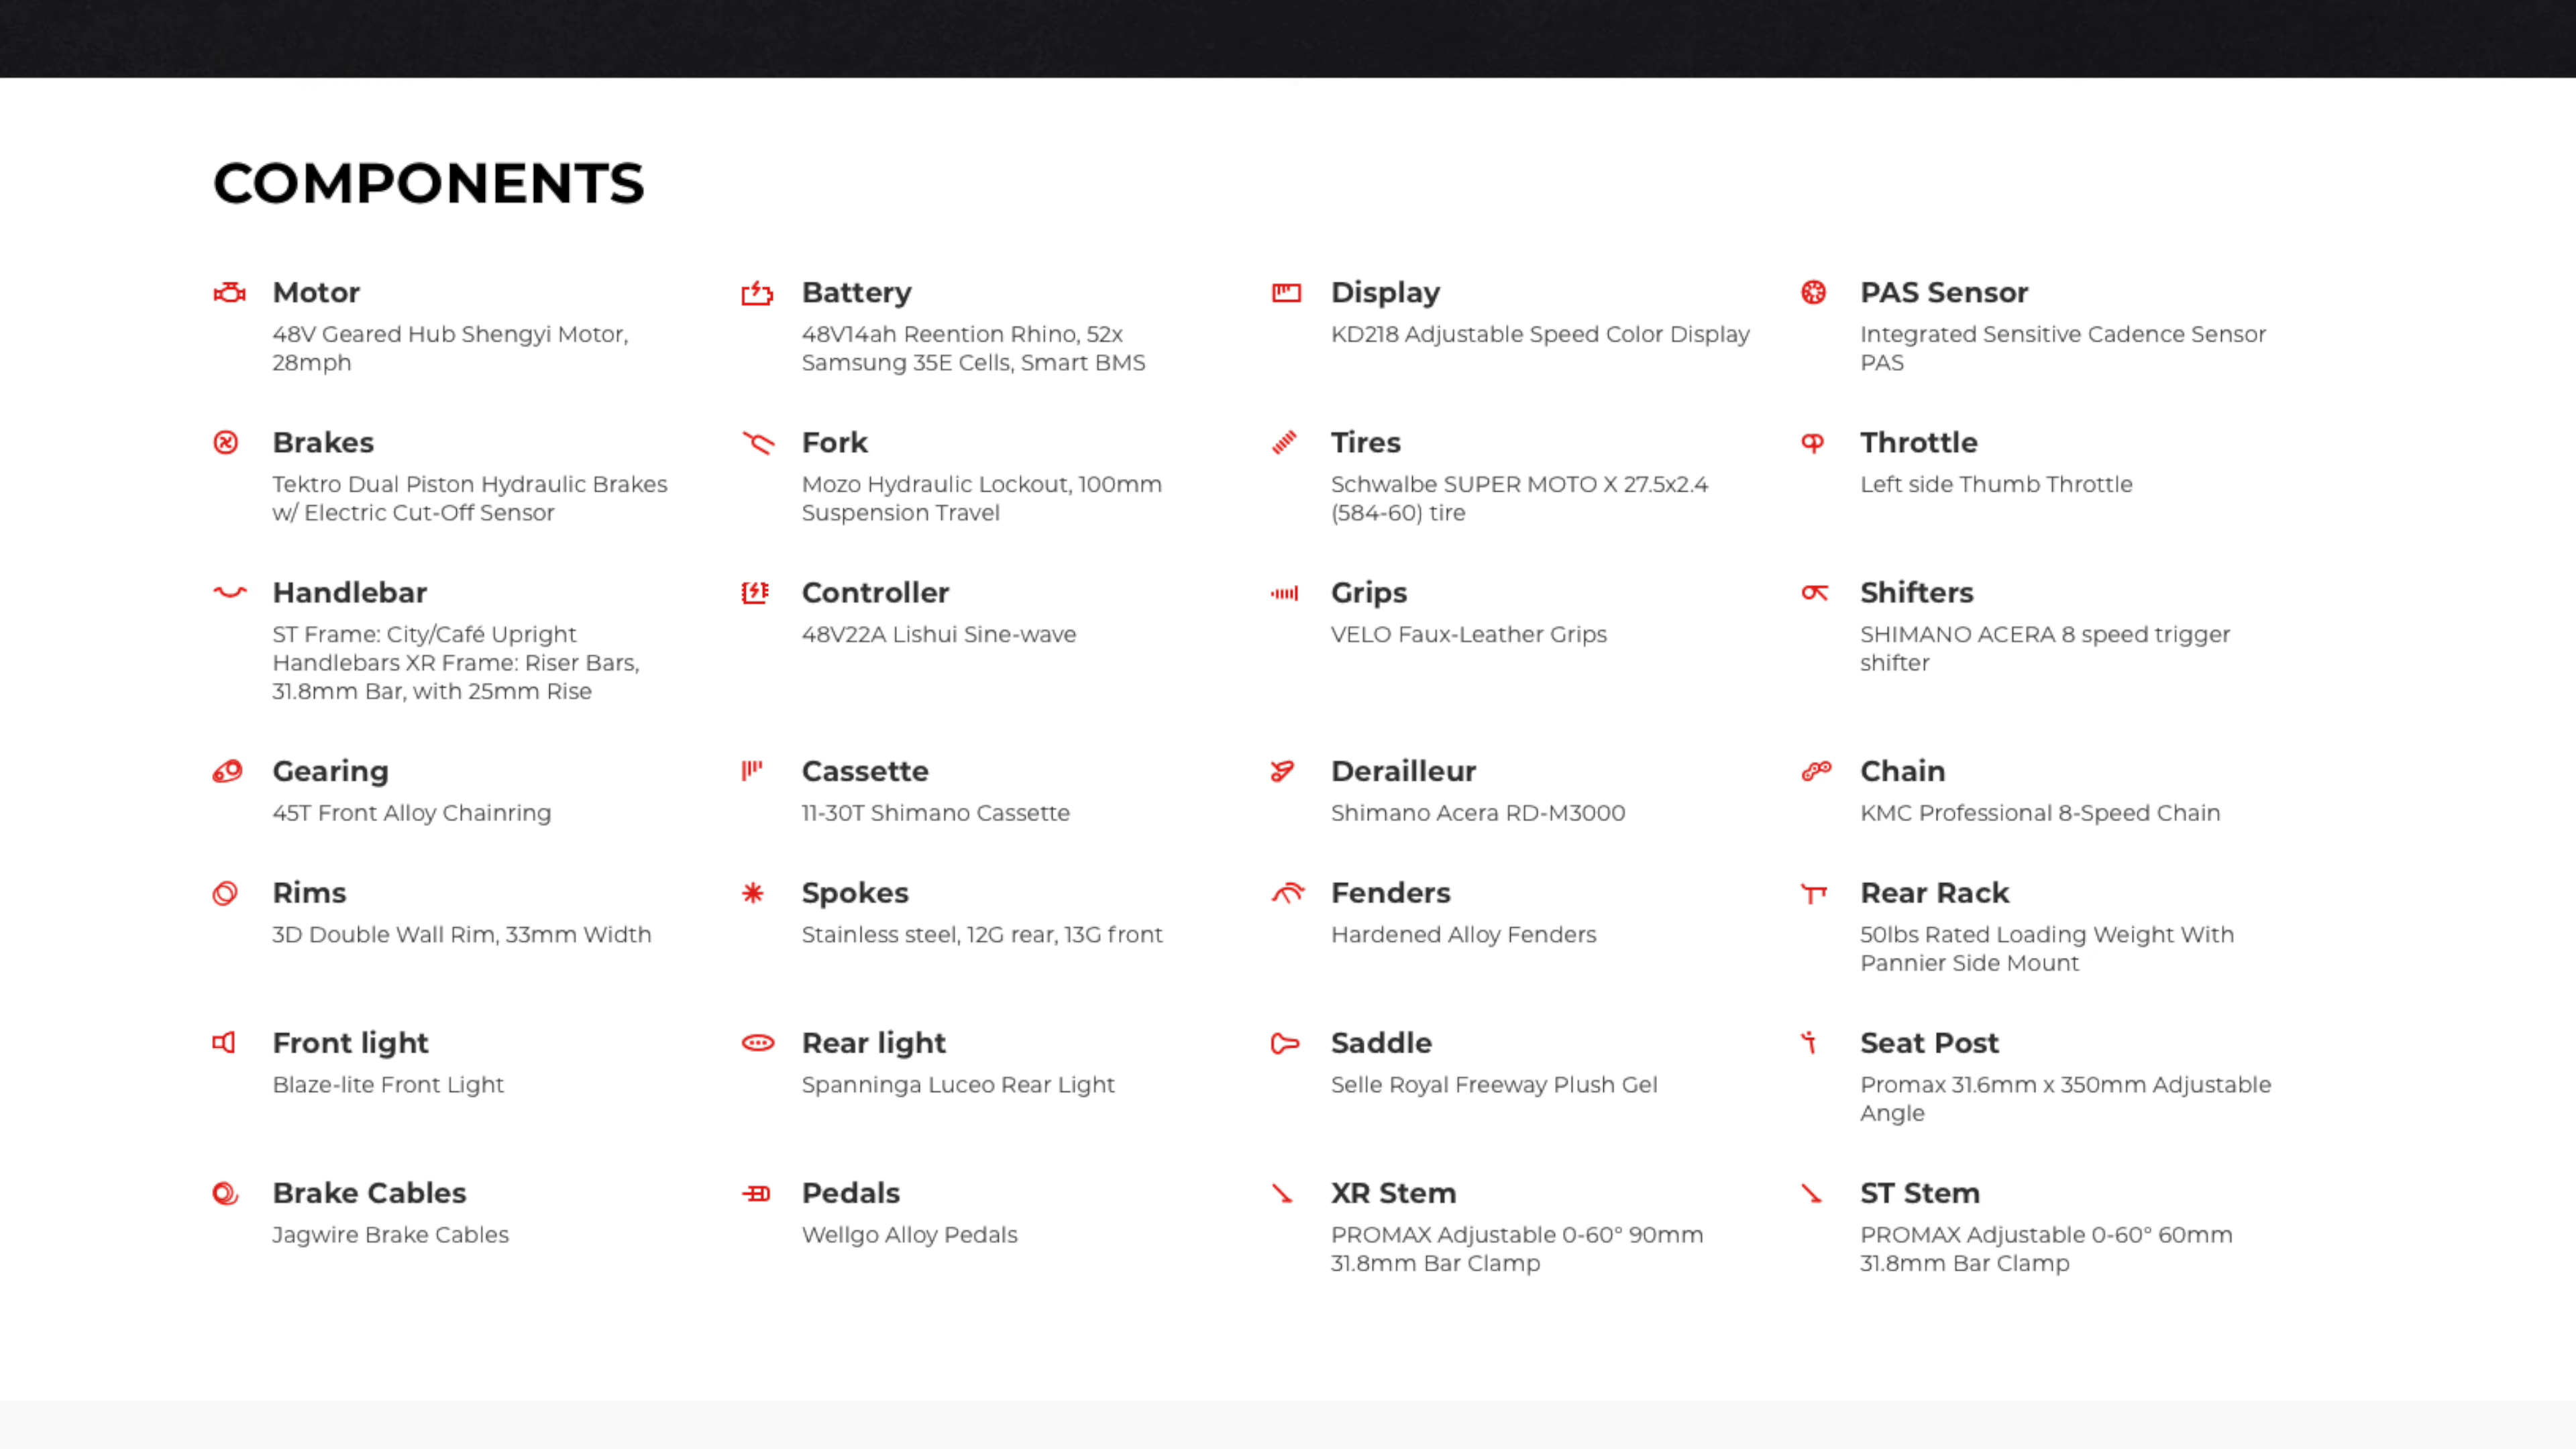 COMPONENTS
Motor
48V Geared Hub Shengyi Motor,
28mph
Battery
48V14ah Reention Rhino, 52x
Samsung 35E Cells, Smart BMS
Display
KD218 Adjustable Speed Color Display
PAS Sensor
Integrated Sensitive Cadence Sensor
PAS
Brakes
Tektro Dual Piston Hydraulic Brakes
w/ Electric Cut-Off Sensor
Fork
Mozo Hydraulic Lockout, 100mm
Suspension Travel
Tires
Schwalbe SUPER MOTO X 27.5x2.4
(584-60) tire
Throttle
Left side Thumb Throttle
Handlebar
ST Frame: City/Café Upright
Handlebars XR Frame: Riser Bars,
31.8mm Bar, with 25mm Rise
Controller
48V22A Lishui Sine-wave
Grips
VELO Faux-Leather Grips
Shifters
SHIMANO ACERA 8 speed trigger
shifter
Gearing
45T Front Alloy Chainring
Cassette
11-30T Shimano Cassette
Derailleur
Shimano Acera RD-M3000
Chain
KMC Professional 8-Speed Chain
Rims
3D Double Wall Rim, 33mm Width
Spokes
Stainless steel, 12G rear, 13G front
Fenders
Hardened Alloy Fenders
Rear Rack
50lbs Rated Loading Weight With
Pannier Side Mount
Front light
Blaze-lite Front Light
Rear light
Spanninga Luceo Rear Light
Saddle
Selle Royal Freeway Plush Gel
Seat Post
Promax 31.6mm x 350mm Adjustable
Angle
Brake Cables
Jagwire Brake Cables
Pedals
Wellgo Alloy Pedals
XR Stem
PROMAX Adjustable 0-60° 90mm
31.8mm Bar Clamp
ST Stem
PROMAX Adjustable 0-60° 60mm
31.8mm Bar Clamp